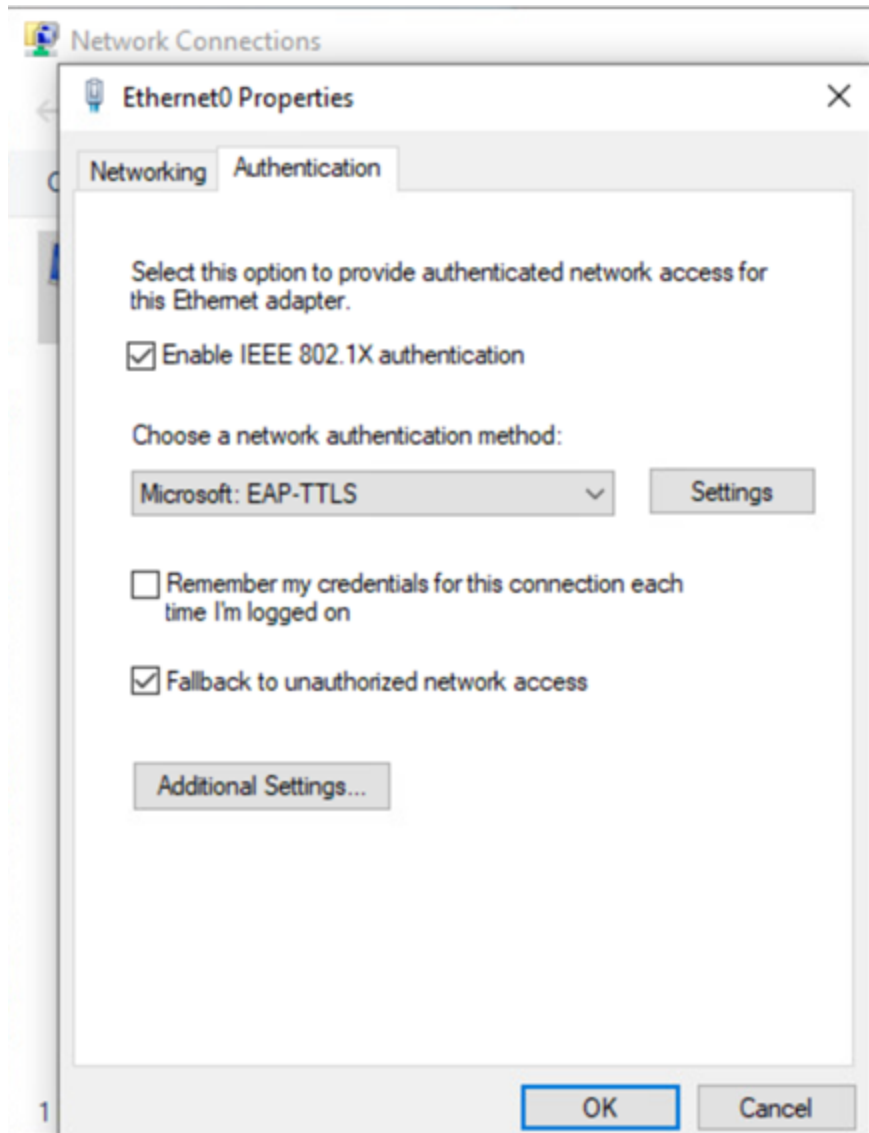 Network Connections
Ethernet0 Properties
Networking
Authentication
Select this option to provide authenticated network access for
this Ethernet adapter.
Enable IEEE 802.1X authentication
Choose a network authentication method:
Microsoft: EAP-TTLS
Settings
Remember my credentials for this connection each
time I'm logged on
Fallback to unauthorized network access
Additional Settings...
1
OK
Cancel